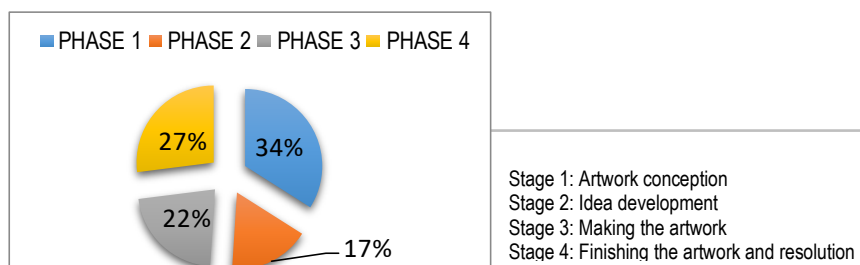 PHASE 1 PHASE 2 PHASE 3 PHASE 4
27%
34%
22%
17%
Stage 1: Artwork conception
Stage 2: Idea development
Stage 3: Making the artwork
Stage 4: Finishing the artwork and resolution